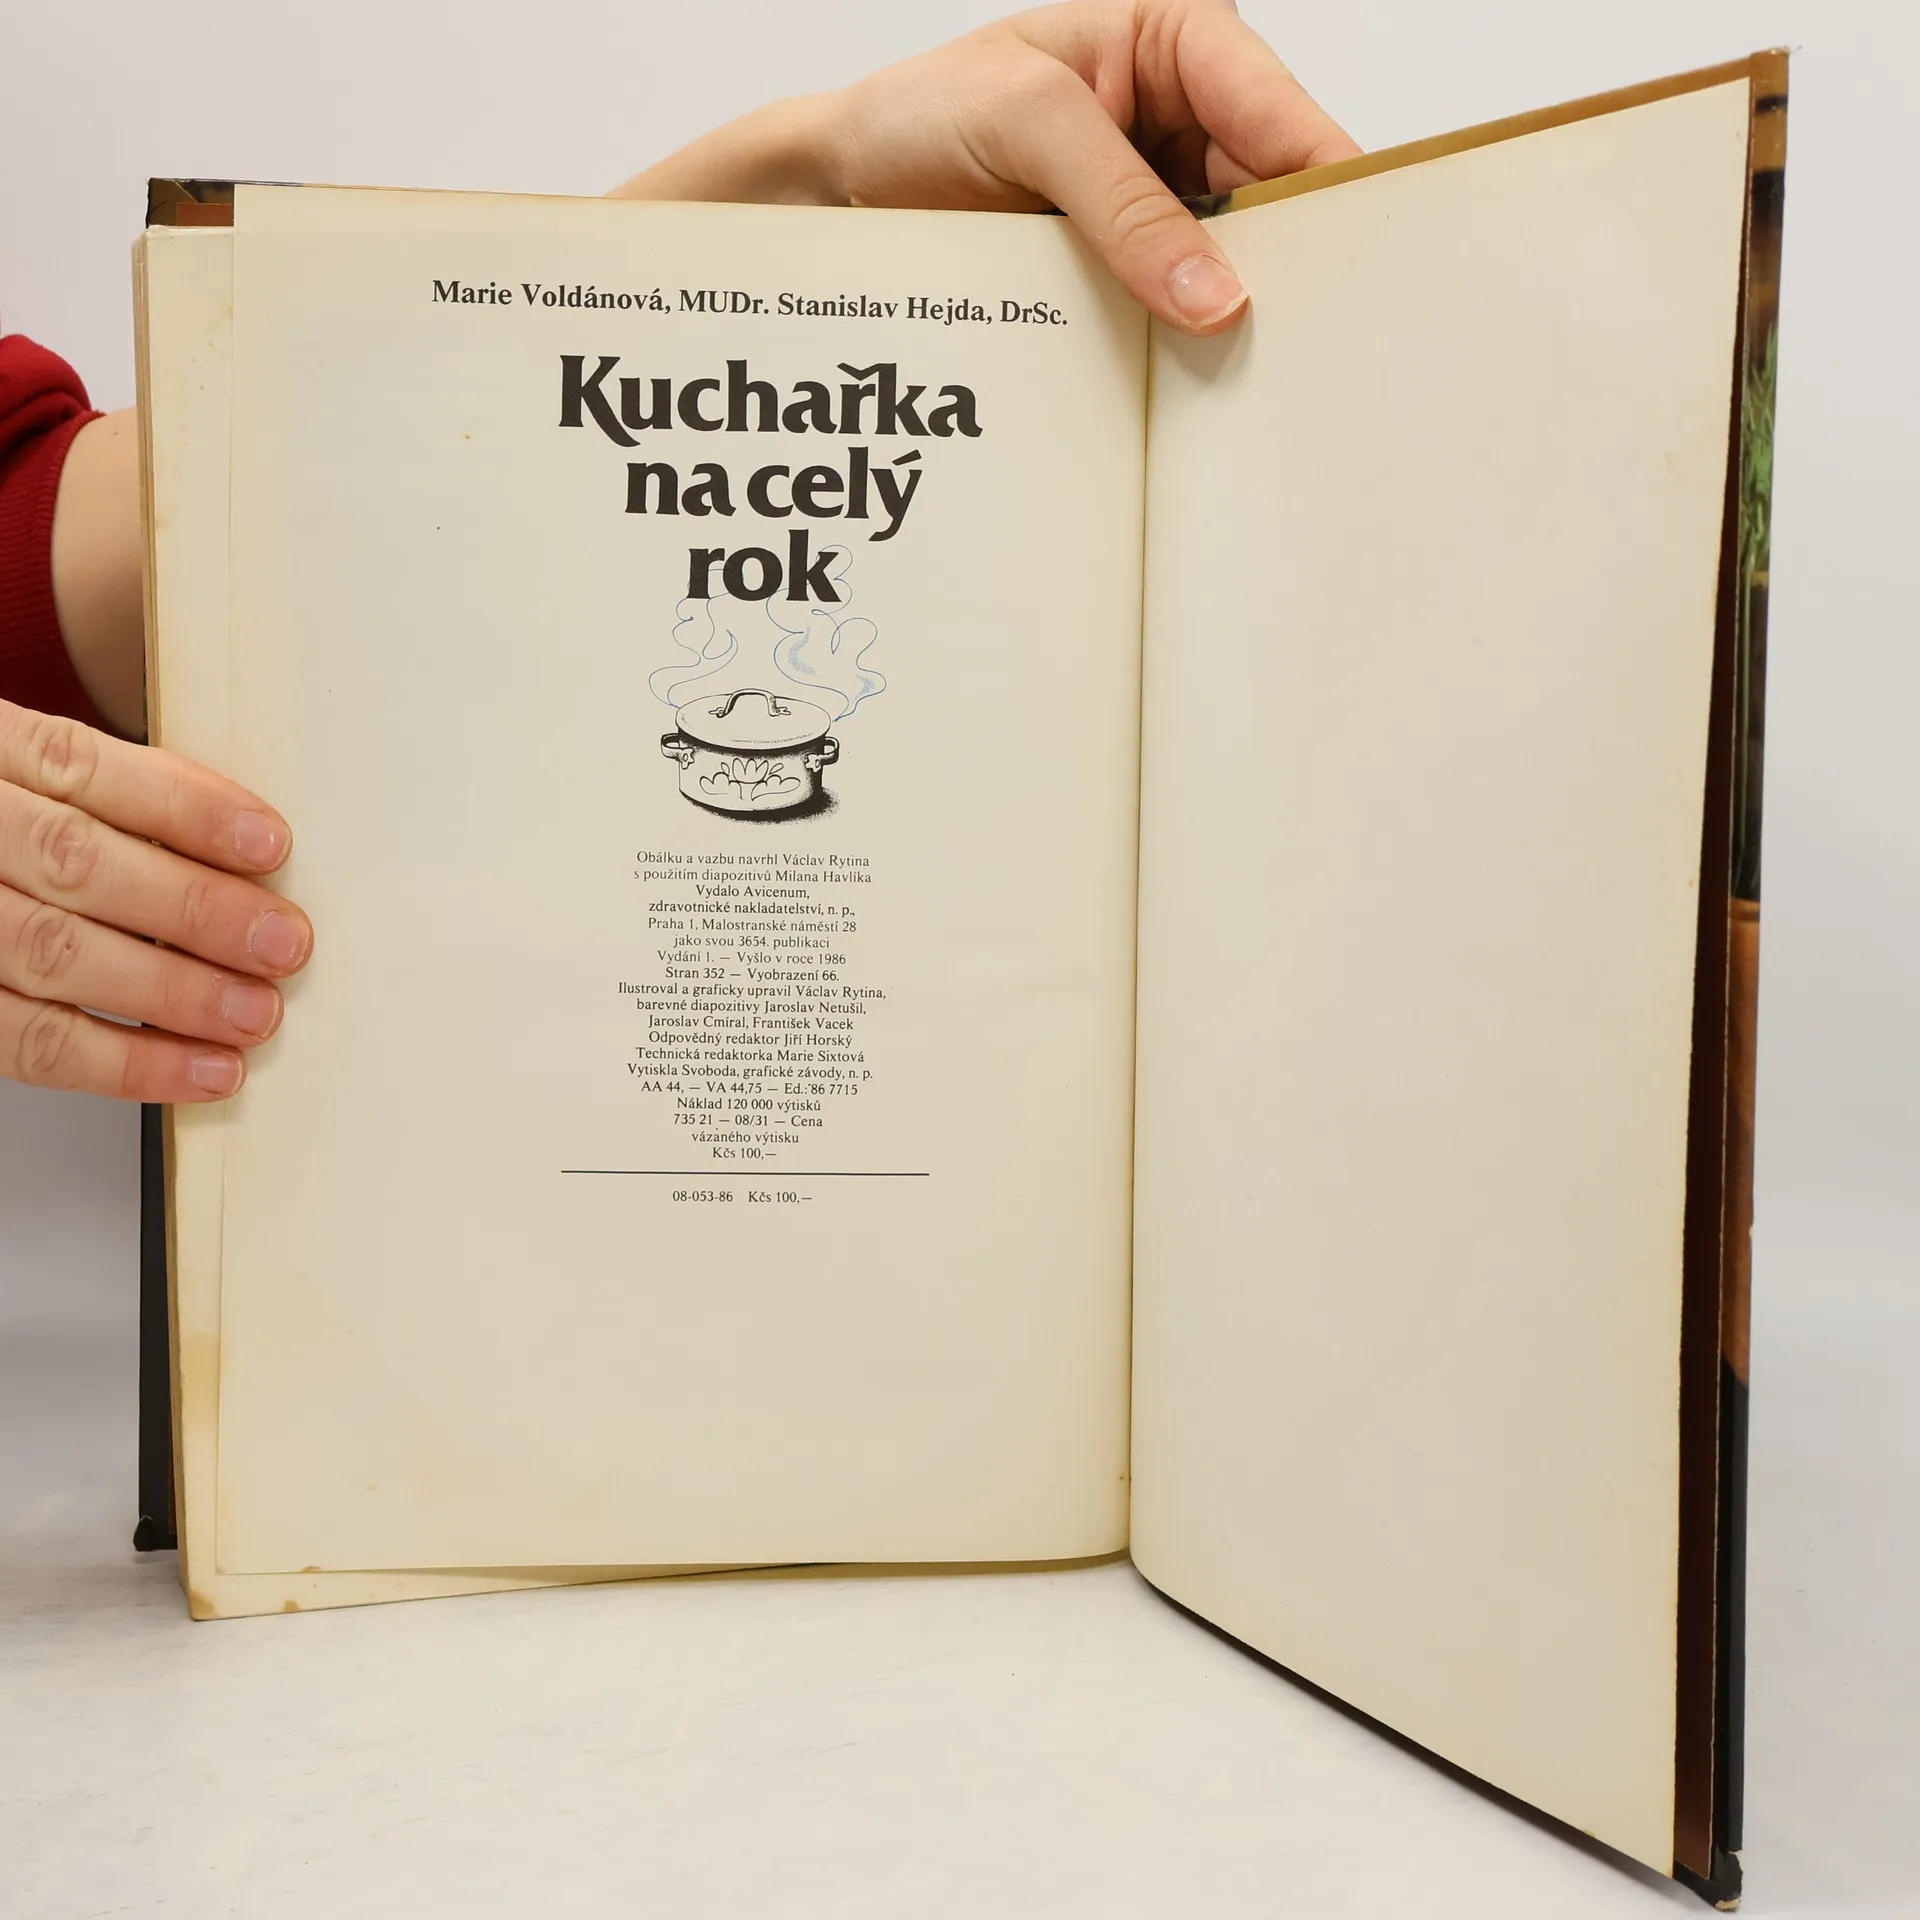 Marie Voldánová, MUDr. Stanislav Hejda, DrSc.
Kuchařka
na celý
rok
Obálku a vazbu navrhl Václav Rytina
s použitím diapozitivů Milana Havlíka
Vydalo Avicenum,
zdravotnické nakladatelství, n. p.,
Praha 1, Malostranské náměstí 28
jako svou 3654. publikaci
Vydání 1. — Vyšlo v roce 1986
Stran 352 — Vyobrazení 66.
Ilustroval a graficky upravil Václav Rytina,
barevné diapozitivy Jaroslav Netušil,
Jaroslav Cmíral, František Vacek
Odpovědný redaktor Jiří Horský
Technická redaktorka Marie Sixtová
Vytiskla Svoboda, grafické závody, n. p.
AA 44, — VA 44,75 — Ed.: 86 7715
Náklad 120 000 výtisků
735 21 — 08/31 — Cena
vázaného výtisku
Kčs 100,—
08-053-86 Kčs 100,—